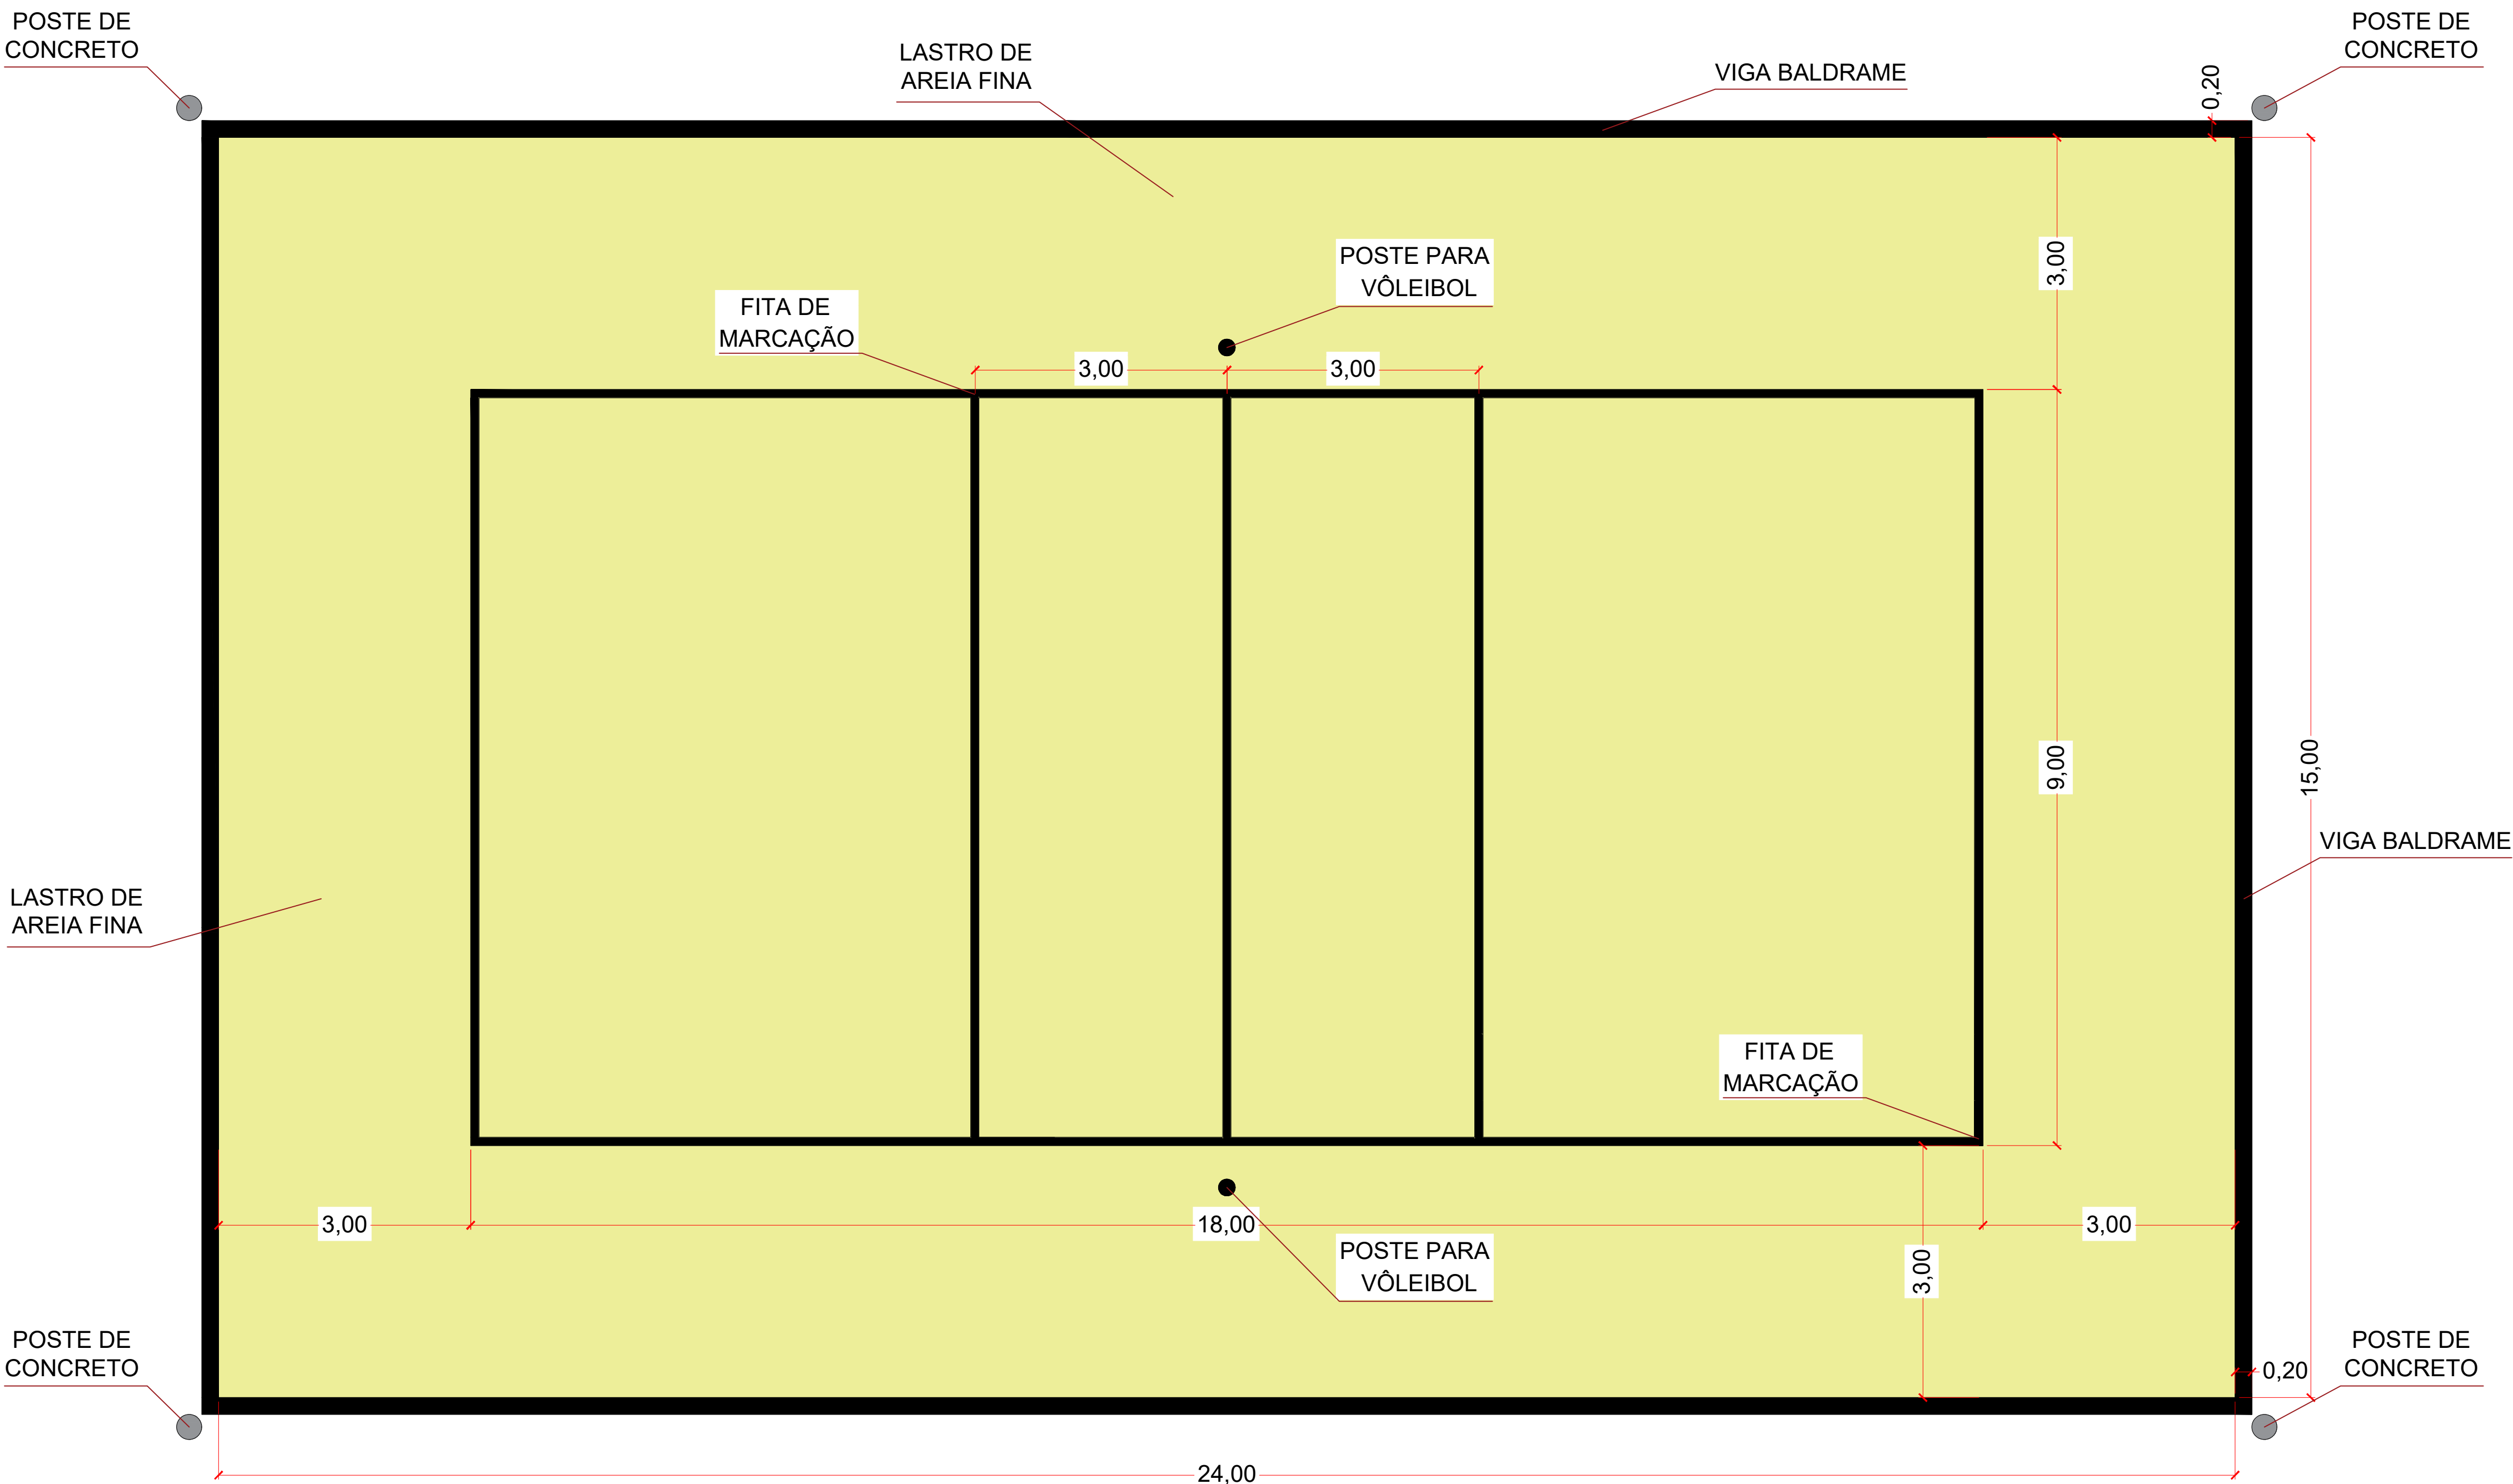 POSTE DE
CONCRETO
POSTE DE
CONCRETO
LASTRO DE
AREIA FINA
VIGA BALDRAME
0,20
POSTE PARA
VÔLEIBOL
3,00
FITA DE
MARCAÇÃO
3,00
3,00
9,00
15,00
VIGA BALDRAME
LASTRO DE
AREIA FINA
FITA DE
MARCAÇÃO
3,00
18,00
3,00
POSTE PARA
VÔLEIBOL
3,00
POSTE DE
CONCRETO
0,20
POSTE DE
CONCRETO
24,00